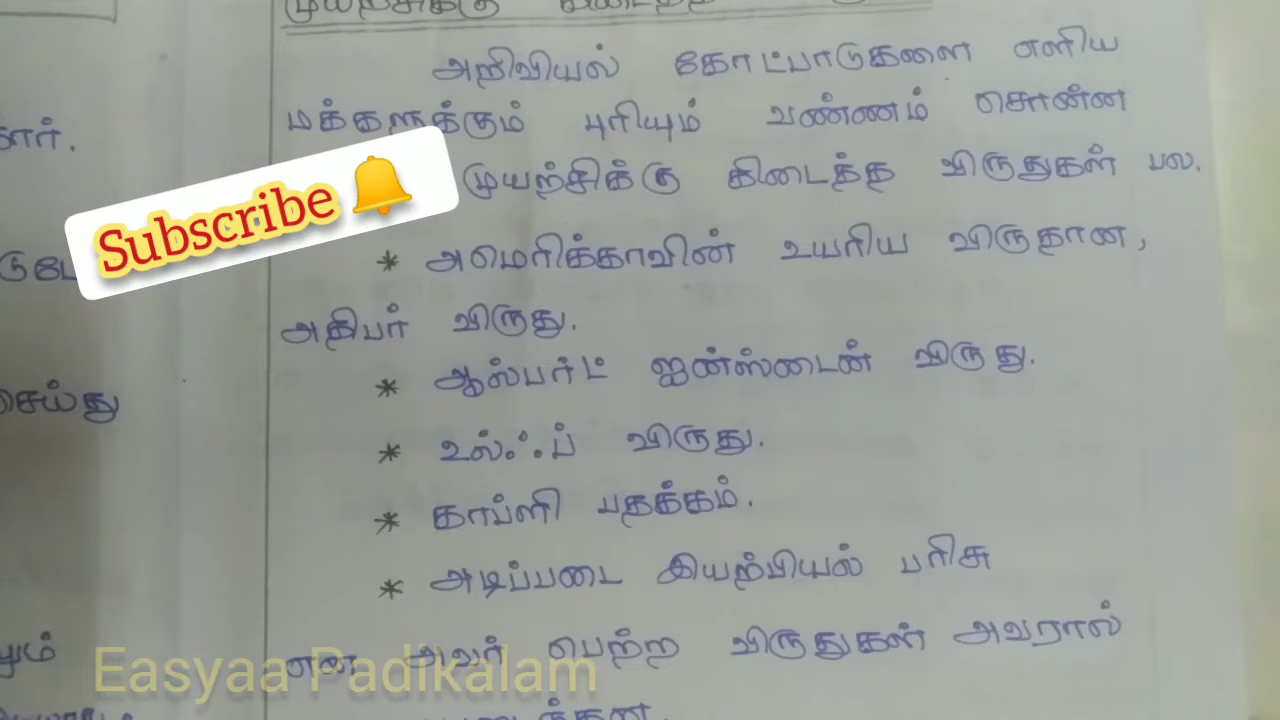 முயற்சிக்கு கிடைத்த
அறிவியல் கோட்பாடுகளை எளிய
மக்களுக்கும் புரியும் வண்ணம் சொன்ன
முயற்சிக்கு கிடைத்த விருதுகள் பல.
Subscribe
* அமெரிக்காவின் உயரிய விருதான,
அதிபர் விருது.
* ஆல்பர்ட் ஐன்ஸ்டைன் விருது.
செய்து
* உல்ஃப் விருது.
* காப்ளி பதக்கம்.
* அடிப்படை இயற்பியல் பரிசு
என அவர் பெற்ற விருதுகள் அவரால்
Easyaa Padikalam